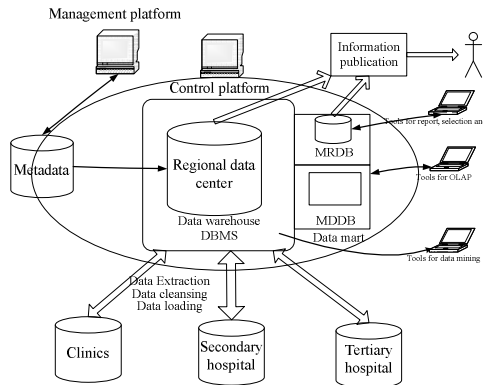 Management platform
Information
publication
Control platform
Tools for report, selection an
MRDB
Metadata
Regional data
center
Tools for OLAP
MDDB
Data warehouse
DBMS
Data mart
Tools for data mining
Data Extraction
Data cleansing
Data loading
Clinics
Secondary
hospital
Tertiary
hospital